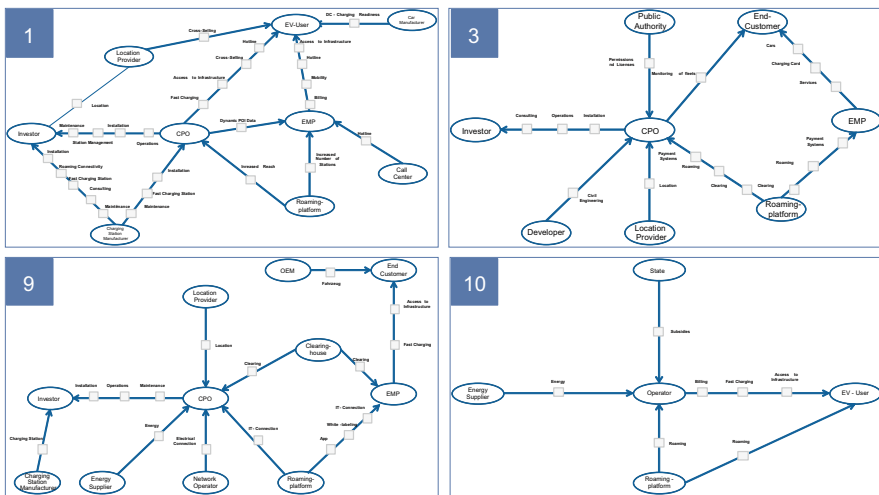 1
DC - Charging Readiness
Car
Manufacturer
Cross-Selling
EV-User
Hotline
Access to Infrastructure
Location
Provider
Cross-Selling
Hotline
Access to Infrastructure
Mobility
Fast Charging
Billing
Location
Dynamic POI Data
Maintenance
Installation
Investor
CPO
EMP
Hotline
Station Management
Operations
Installation
Increased
Number of
Stations
Roaming Connectivity
Increased Reach
Installation
Call
Center
Fast Charging Station
Consulting
Fast Charging Station
Maintinence
Maintenance
Roaming-
platform
Charging
Station
Manufacturer
3
Public
Authority
End-
Customer
Cars
Permissions
nd Licenses
Monitoring of Neels
Charging Card
Services
Consulting
Operations
Installation
Investor
CPO
EMP
Payment
Systems
Payment
Systems
Roaming
Roaming
Location
Clearing
Clearing
Civil
Engineering
Developer
Location
Provider
Roaming-
platform
9
OEM
End
Customer
Fahrzeug
Location
Provider
Access to
Infrastructure
Location
Clearing-
house
Fast Charging
Clearing
Clearing
Installation
Operations
Maintenance
Investor
CPO
EMP
IT- Connection
White -labeling
Energy
IT- Connection
App
Charging Station
Electrical
Connection
Charging
Station
Manufacturer
Energy
Supplier
Network
Operator
Roaming-
platform
10
State
Subsidies
Energy
Supplier
Energy
Operator
Billing
Fast Charging
Access to
Infrastructure
EV - User
Roaming
Roaming
Roaming -
platform